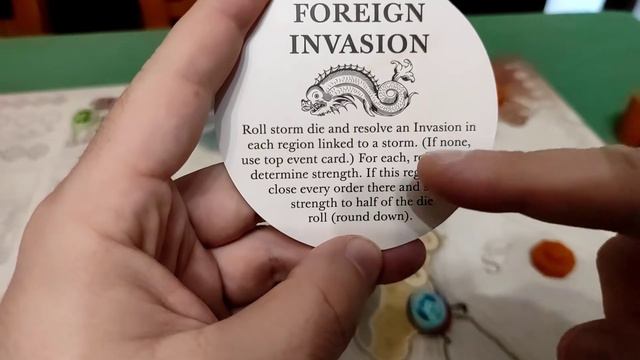 FOREIGN
INVASION
Roll storm die and resolve an Invasion in
each region linked to a storm. (If none,
use top event card.) For each,
determine strength. If this
close every order there and
strength to half of the die
roll (round down).